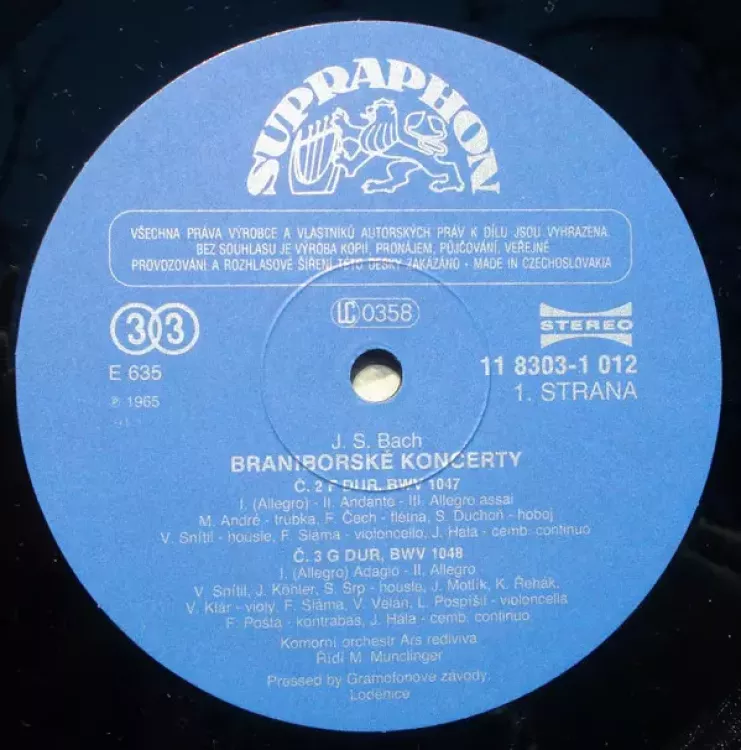 SUPRAPHON
VŠECHNA PRÁVA VÝROBCE A VLASTNÍKŮ AUTORSKÝCH PRÁV K DÍLU JSOU VYHRAZENA.
BEZ SOUHLASU JE VÝROBA KOPIÍ, PRONÁJEM, PŮJČOVÁNÍ, VEŘEJNÉ
PROVOZOVÁNÍ A ROZHLASOVÉ ŠÍŘENÍ TÉTO DESKY ZAKÁZÁNO • MADE IN CZECHOSLOVAKIA
33
LC 0358
STEREO
E 635
11 8303-1 012
℗ 1965
1. STRANA
J. S. Bach
BRANIBORSKÉ KONCERTY
Č. 2 F DUR, BWV 1047
I. (Allegro) - II. Andante - III. Allegro assai
M. André - trubka, F. Čech - flétna, S. Duchoň - hoboj
V. Snítil - housle, F. Sláma - violoncello, J. Hála - cemb. continuo
Č. 3 G DUR, BWV 1048
I. (Allegro) Adagio - II. Allegro
V. Snítil, J. Köhler, S. Srp - housle, J. Motlík, K. Řehák,
V. Klár - violy, F. Sláma, V. Velan, L. Pospíšil - violoncella
F. Pošta - kontrabas, J. Hála - cemb. continuo
Komorní orchestr Ars rediviva
Řídí M. Munclinger
Pressed by Gramofonové závody,
Loděnice